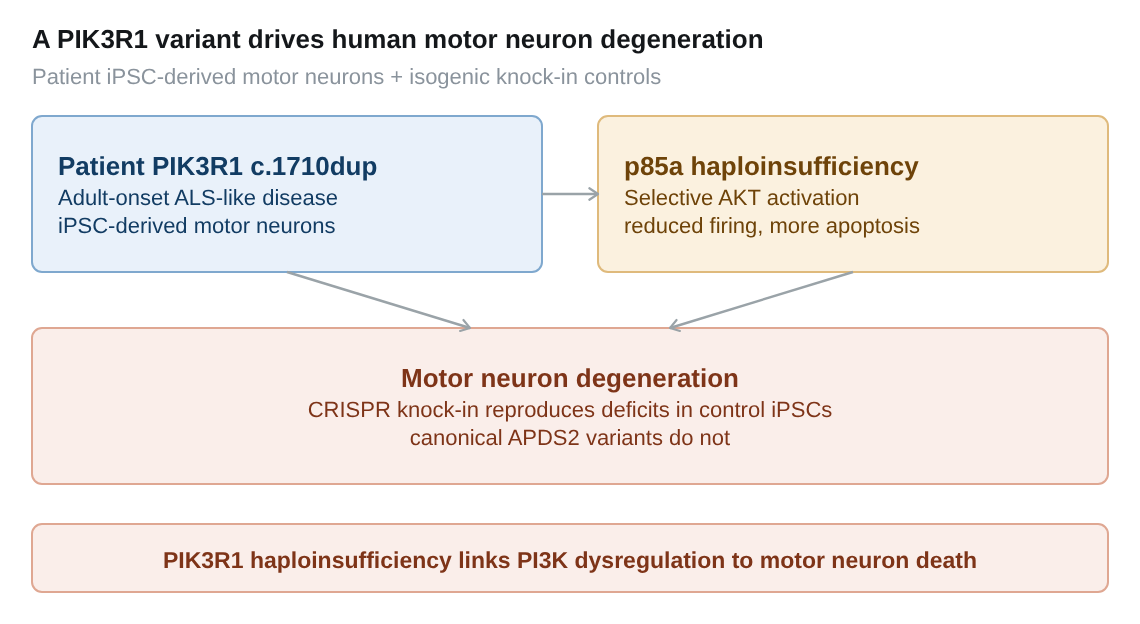 A PIK3R1 variant drives human motor neuron degeneration
Patient iPSC-derived motor neurons + isogenic knock-in controls
Patient PIK3R1 c.1710dup
Adult-onset ALS-like disease
iPSC-derived motor neurons
p85a haploinsufficiency
Selective AKT activation
reduced firing, more apoptosis
Motor neuron degeneration
CRISPR knock-in reproduces deficits in control iPSCs
canonical APDS2 variants do not
PIK3R1 haploinsufficiency links PI3K dysregulation to motor neuron death